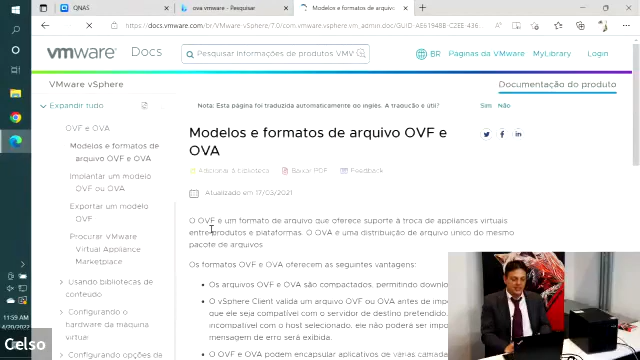 QNAS
ova vmware - Pesquisar
Modelos e formatos de arquivo
https://docs.vmware.com/br/VMware-vSphere/7.0/com.vmware.vsphere.vm_admin.doc/GUID-AE61948B-C2EE-436...
vmware Docs
Pesquisar informações de produtos VMW
BR
Páginas da VMware
MyLibrary
Login
VMware vSphere
Documentação do produto
Expandir tudo
Nota: Esta página foi traduzida automaticamente do inglês. A tradução é útil?
Sim
Não
OVF e OVA
Modelos e formatos de
arquivo OVF e OVA
Implantar um modelo
OVF ou OVA
Exportar um modelo
OVF
Procurar VMware
Virtual Appliance
Marketplace
Usando bibliotecas de
conteúdo
Configurando o
hardware da máquina
virtual
Configurando opções de
Modelos e formatos de arquivo OVF e
OVA
Adicionar à biblioteca
Baixar PDF
Feedback
Atualizado em 17/03/2021
O OVF é um formato de arquivo que oferece suporte à troca de appliances virtuais
entre produtos e plataformas. O OVA é uma distribuição de arquivo único do mesmo
pacote de arquivos.
Os formatos OVF e OVA oferecem as seguintes vantagens:
Os arquivos OVF e OVA são compactados, permitindo downl
O vSphere Client valida um arquivo OVF ou OVA antes de impo
que ele seja compatível com o servidor de destino pretendido.
incompatível com o host selecionado, ele não poderá ser impor
mensagem de erro será exibida.
O OVF e OVA podem encapsular aplicativos de várias camadas
11:59 AM
4/20/2022
Celso